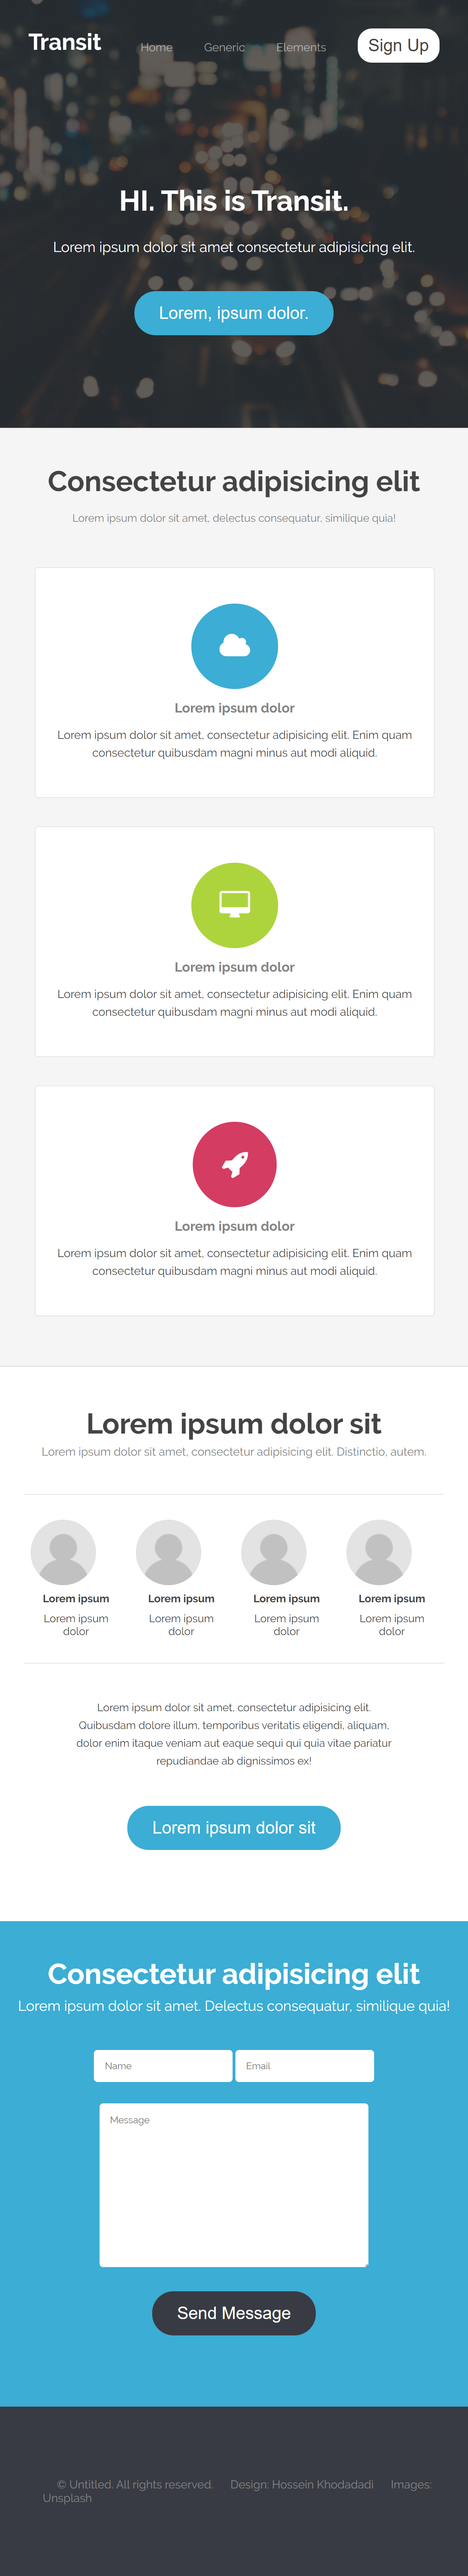 Transit
Home
Generic
Elements
Sign Up
HI. This is Transit.
Lorem ipsum dolor sit amet consectetur adipisicing elit.
Lorem, ipsum dolor.
Consectetur adipisicing elit
Lorem ipsum dolor sit amet, delectus consequatur, similique quia!
Lorem ipsum dolor
Lorem ipsum dolor sit amet, consectetur adipisicing elit. Enim quam
consectetur quibusdam magni minus aut modi aliquid.
Lorem ipsum dolor
Lorem ipsum dolor sit amet, consectetur adipisicing elit. Enim quam
consectetur quibusdam magni minus aut modi aliquid.
Lorem ipsum dolor
Lorem ipsum dolor sit amet, consectetur adipisicing elit. Enim quam
consectetur quibusdam magni minus aut modi aliquid.
Lorem ipsum dolor sit
Lorem ipsum dolor sit amet, consectetur adipisicing elit. Distinctio, autem.
Lorem ipsum
Lorem ipsum
dolor
Lorem ipsum
Lorem ipsum
dolor
Lorem ipsum
Lorem ipsum
dolor
Lorem ipsum
Lorem ipsum
dolor
Lorem ipsum dolor sit amet, consectetur adipisicing elit.
Quibusdam dolore illum, temporibus veritatis eligendi, aliquam,
dolor enim itaque veniam aut eaque sequi qui quia vitae pariatur
repudiandae ab dignissimos ex!
Lorem ipsum dolor sit
Consectetur adipisicing elit
Lorem ipsum dolor sit amet. Delectus consequatur, similique quia!
Name
Email
Message
Send Message
© Untitled. All rights reserved. Design: Hossein Khodadadi Images:
Unsplash